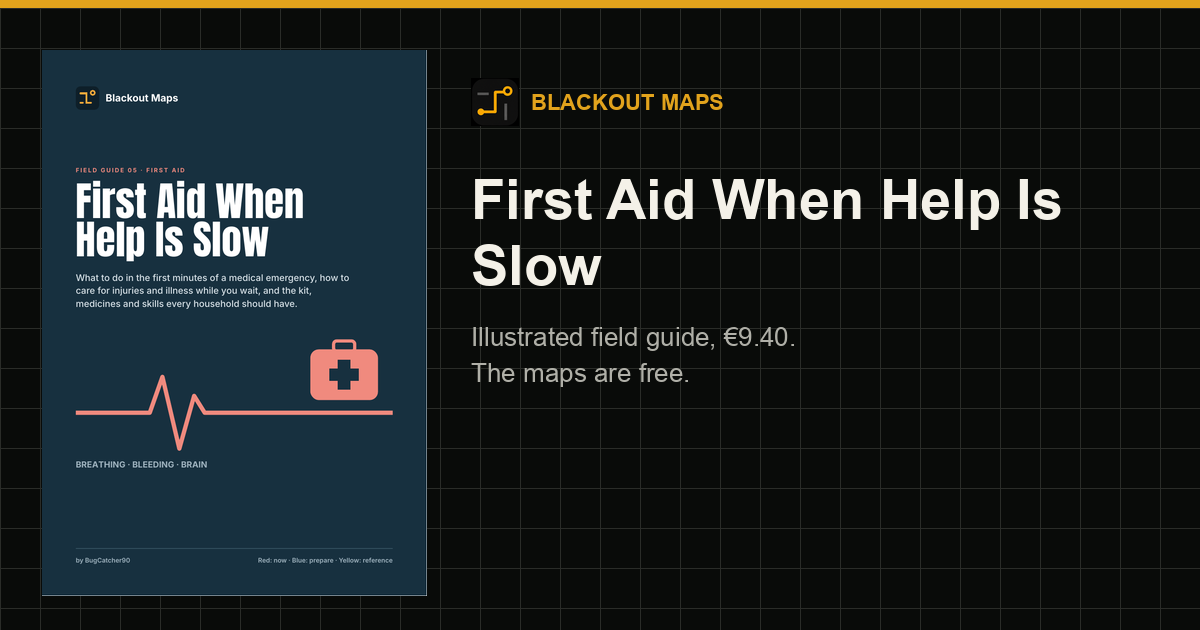 Blackout Maps
FIELD GUIDE 05 · FIRST AID
First Aid When
Help Is Slow
What to do in the first minutes of a medical emergency, how to
care for injuries and illness while you wait, and the kit,
medicines and skills every household should have.
BREATHING · BLEEDING · BRAIN
by BugCatcher90
Red: now · Blue: prepare · Yellow: reference
BLACKOUT MAPS
First Aid When Help Is
Slow
Illustrated field guide, €9.40.
The maps are free.